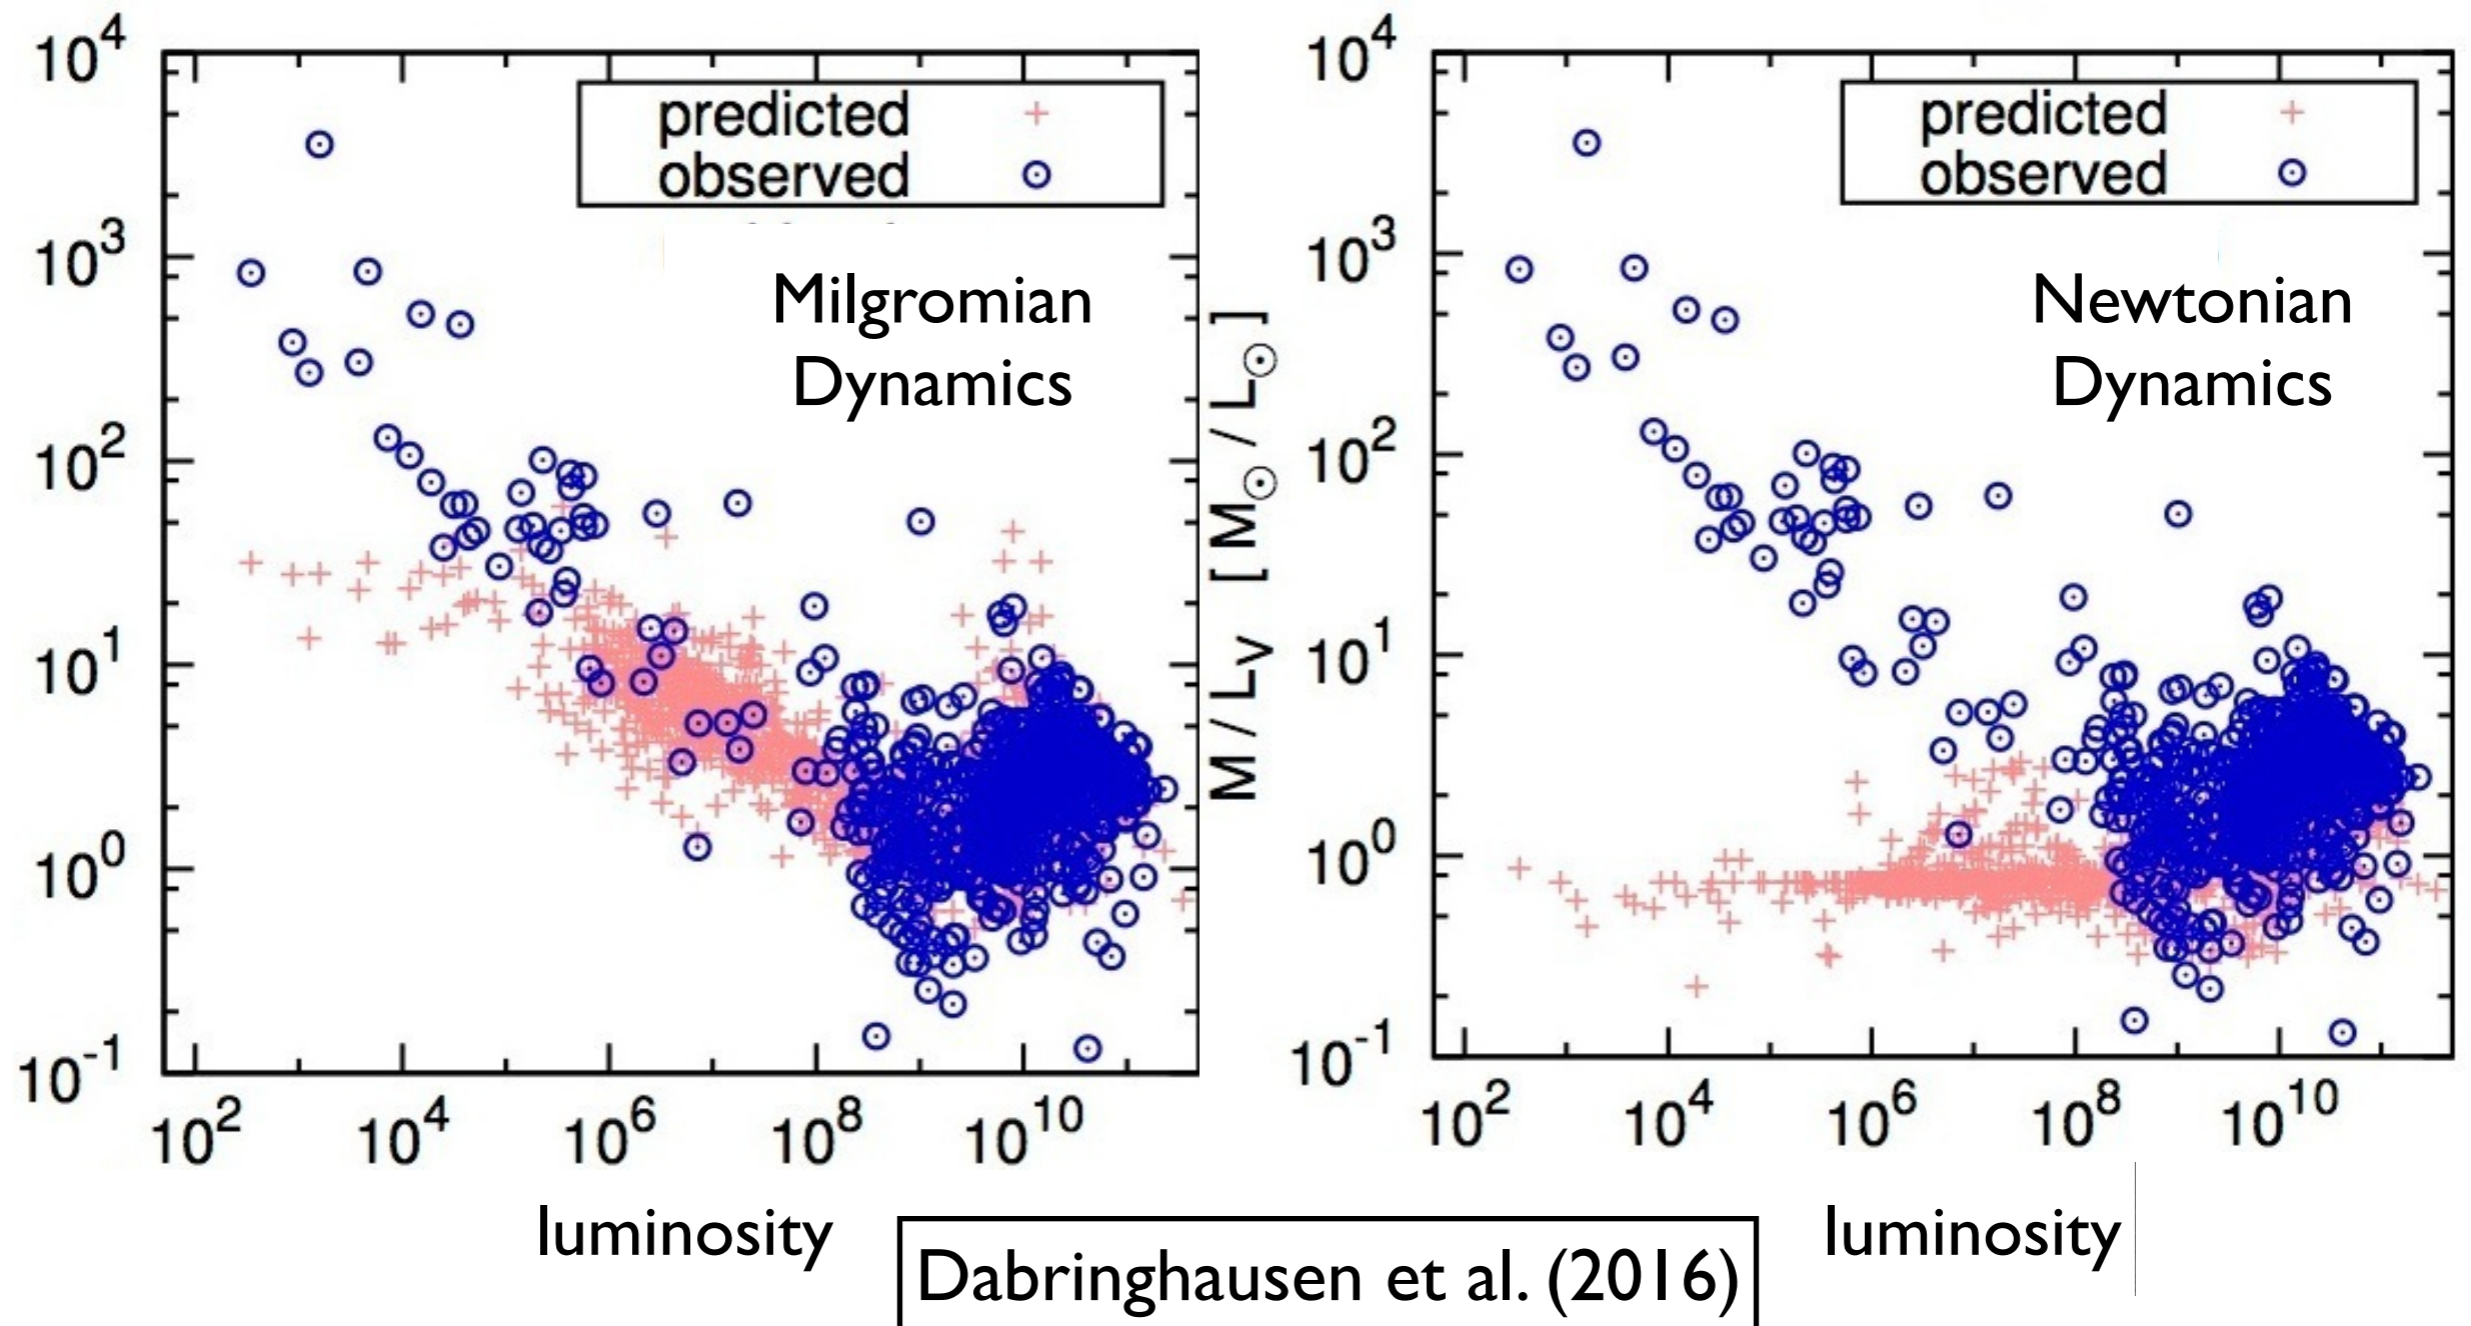 10^4
10^3
10^2
10^1
10^0
10^-1
predicted
observed
Milgromian
Dynamics
10^2 10^4 10^6 10^8 10^10
luminosity
M / Lv [ M⊙ / L⊙ ]
10^4
10^3
10^2
10^1
10^0
10^-1
predicted
observed
Newtonian
Dynamics
10^2 10^4 10^6 10^8 10^10
luminosity
Dabringhausen et al. (2016)